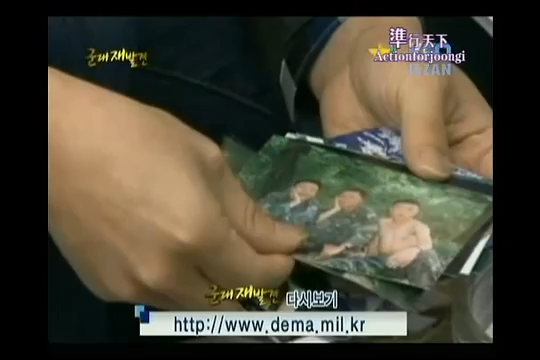 군대 재발견
準行天下
Actionforjoongi
군대 재발견 다시보기
http://www.dema.mil.kr